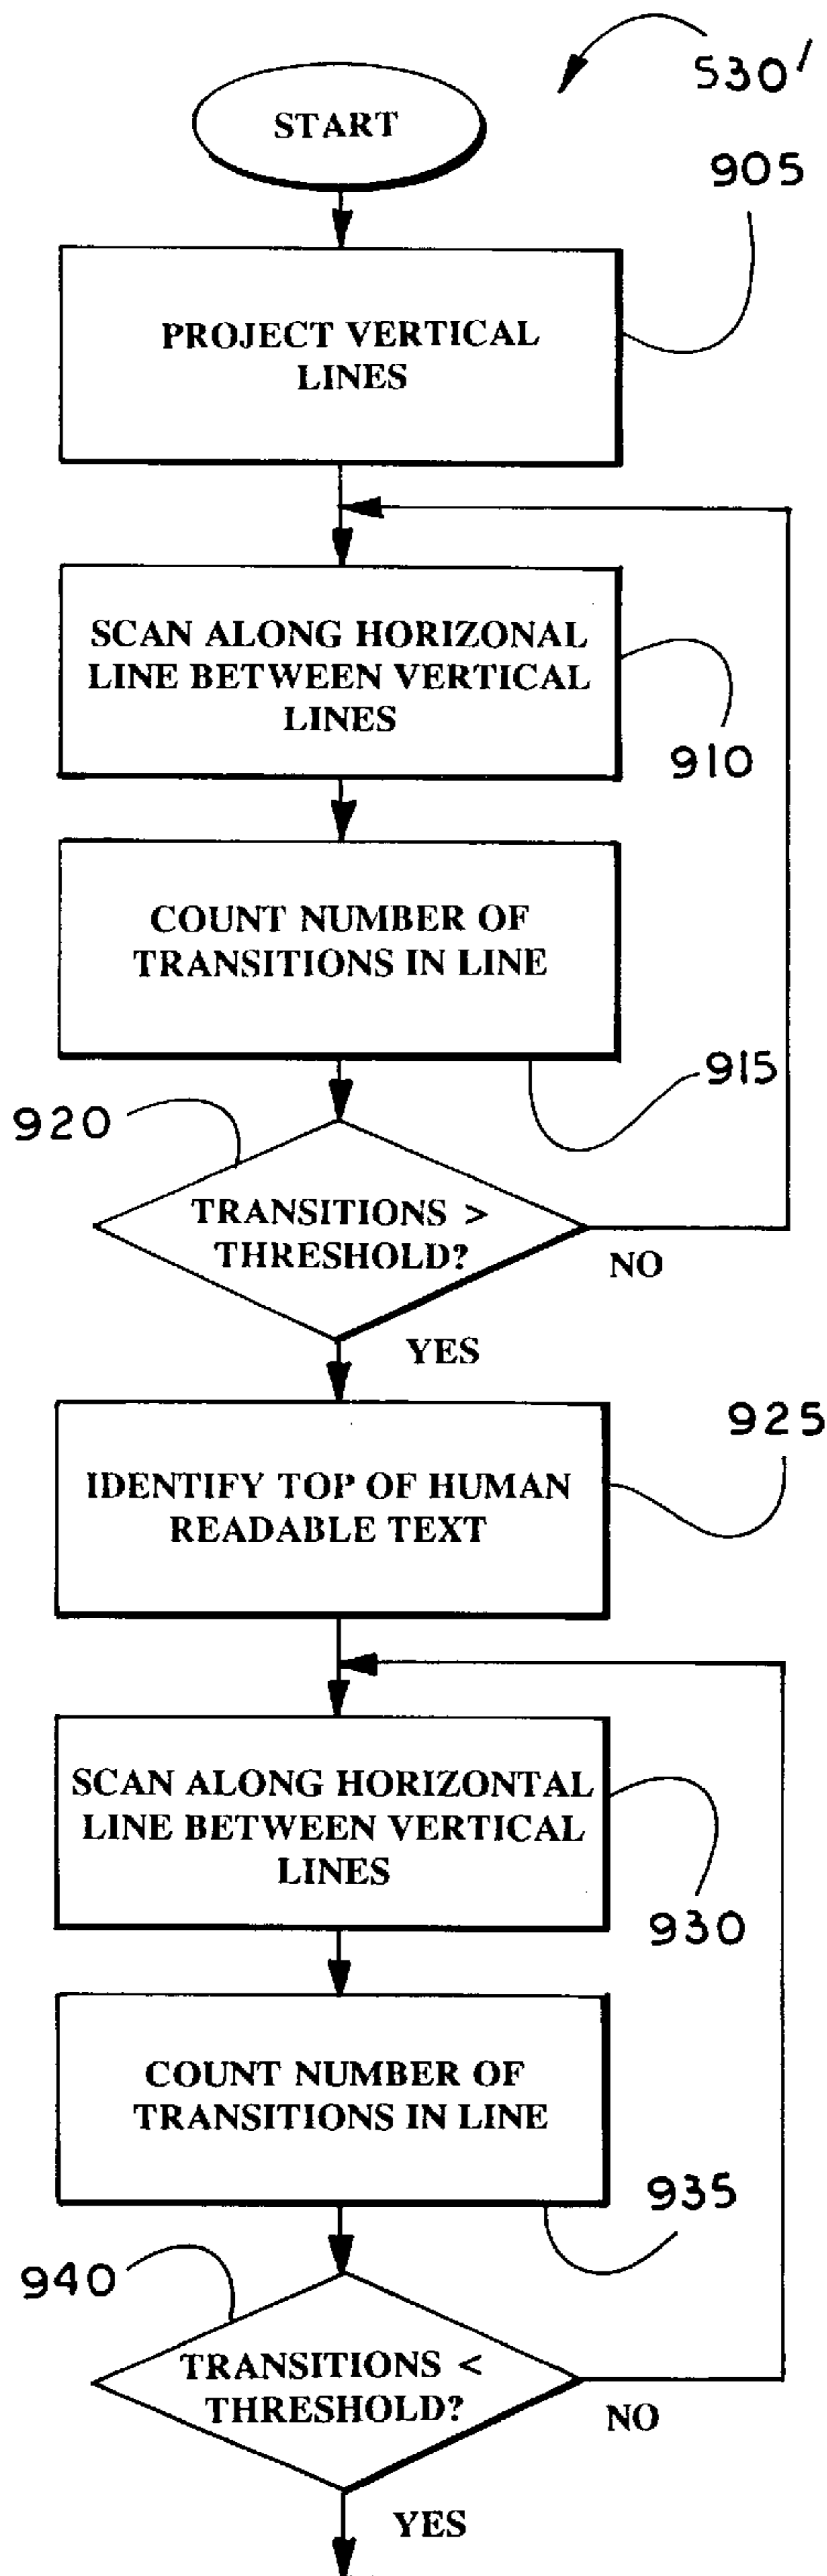 530'
START
905
PROJECT VERTICAL
LINES
SCAN ALONG HORIZONAL
LINE BETWEEN VERTICAL
LINES
910
COUNT NUMBER OF
TRANSITIONS IN LINE
915
920
TRANSITIONS >
THRESHOLD?
NO
YES
925
IDENTIFY TOP OF HUMAN
READABLE TEXT
SCAN ALONG HORIZONTAL
LINE BETWEEN VERTICAL
LINES
930
COUNT NUMBER OF
TRANSITIONS IN LINE
935
940
TRANSITIONS <
THRESHOLD?
NO
YES